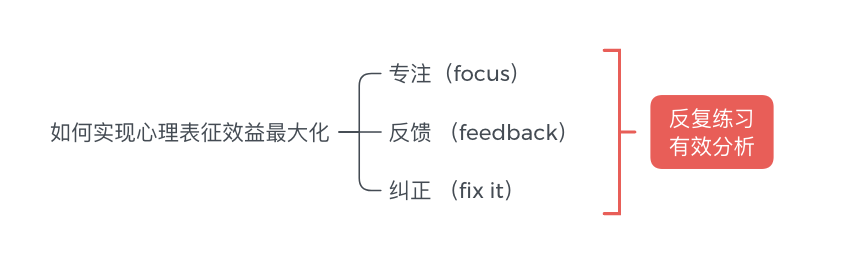 如何实现心理表征效益最大化
专注（focus）
反馈 （feedback）
纠正 （fix it）
反复练习
有效分析